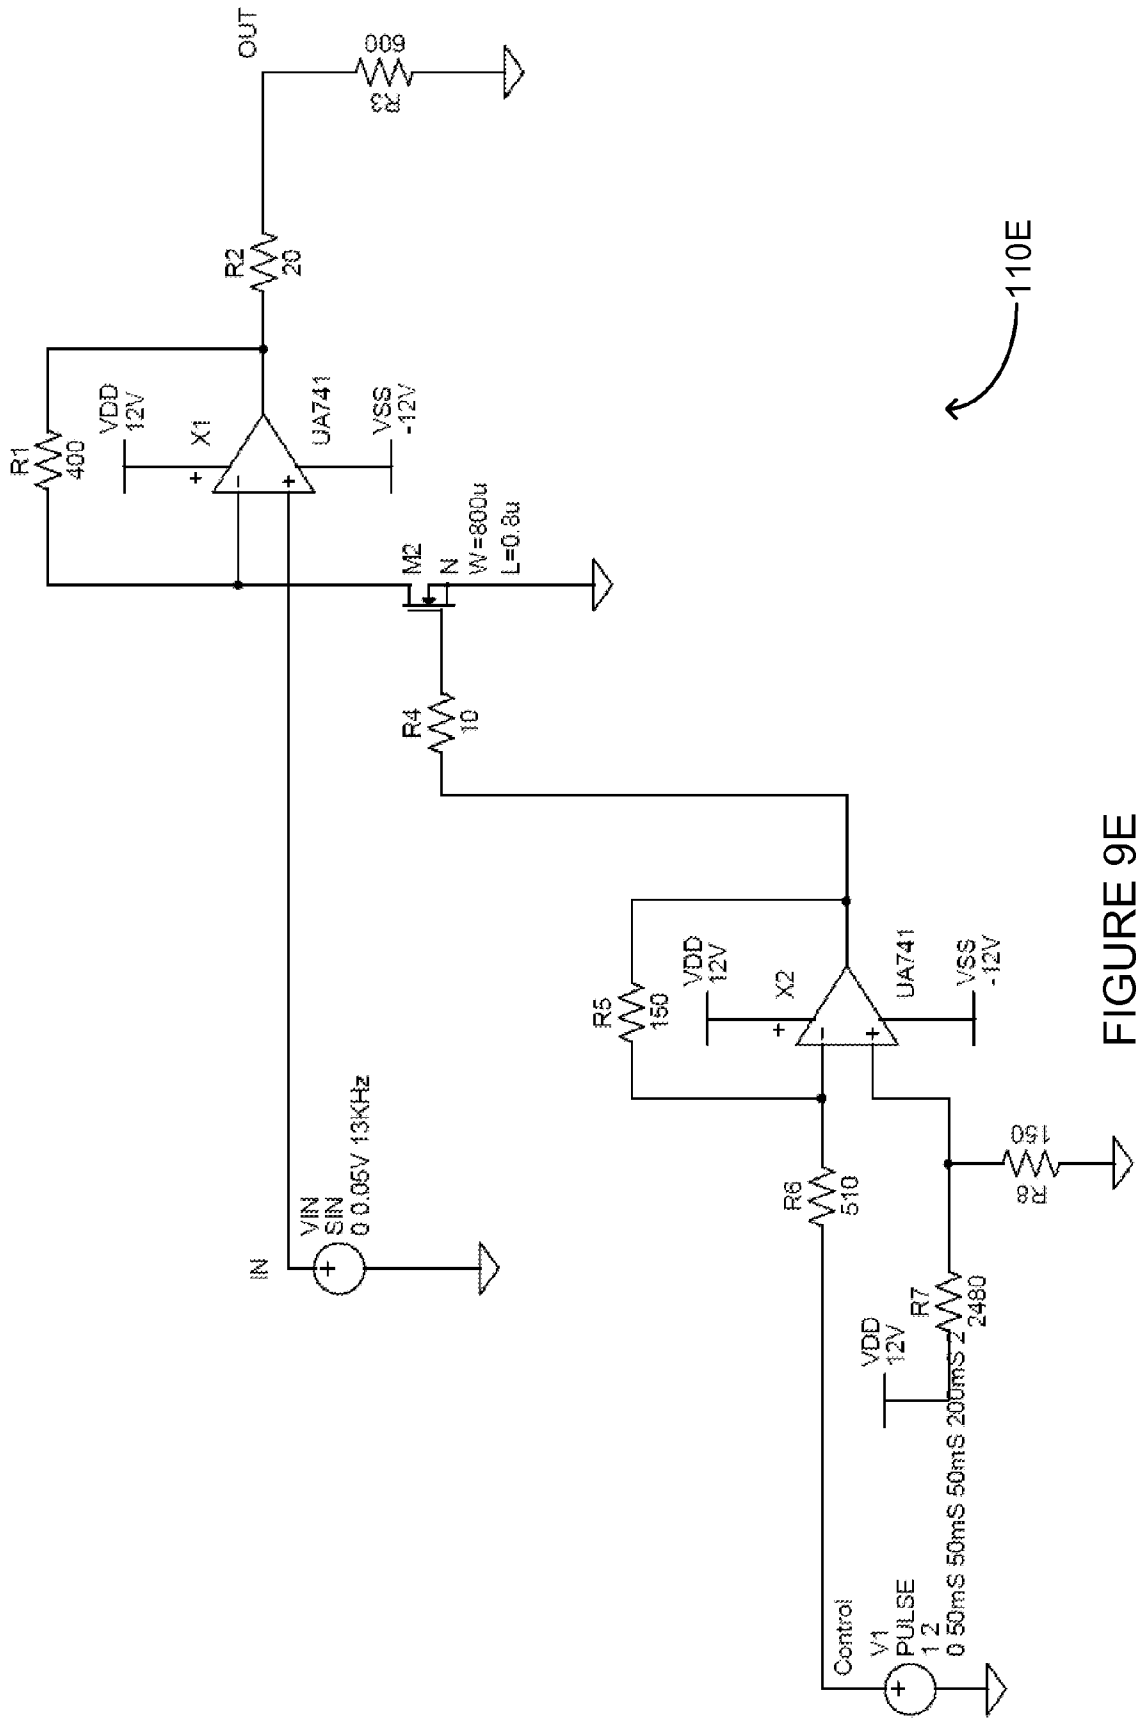 OUT
R3
600
R2
20
R1
400
VDD
12V
X1
+
-
+
UA741
VSS
-12V
M2
N
W=800u
L=0.8u
R4
10
IN
VIN
SIN
0 0.05V 13KHz
+
R5
150
VDD
12V
X2
+
-
+
UA741
VSS
-12V
R6
510
R8
150
R7
2480
VDD
12V
Control
V1
PULSE
1 2
0 50mS 50mS 50mS 200mS 2
+
110E
FIGURE 9E